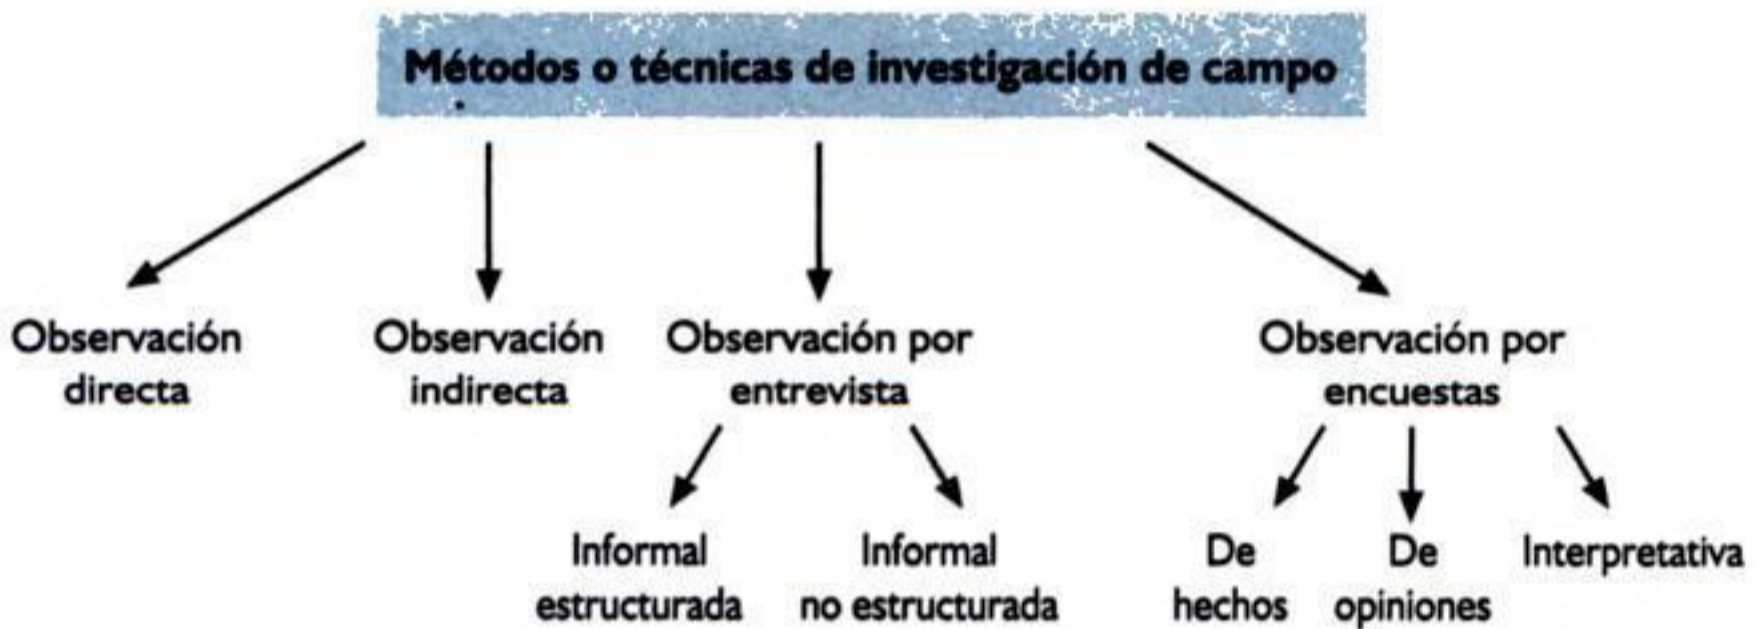 Métodos o técnicas de investigación de campo
Observación
directa
Observación
indirecta
Observación por
entrevista
Observación por
encuestas
Informal
estructurada
Informal
no estructurada
De
hechos
De
opiniones
Interpretativa